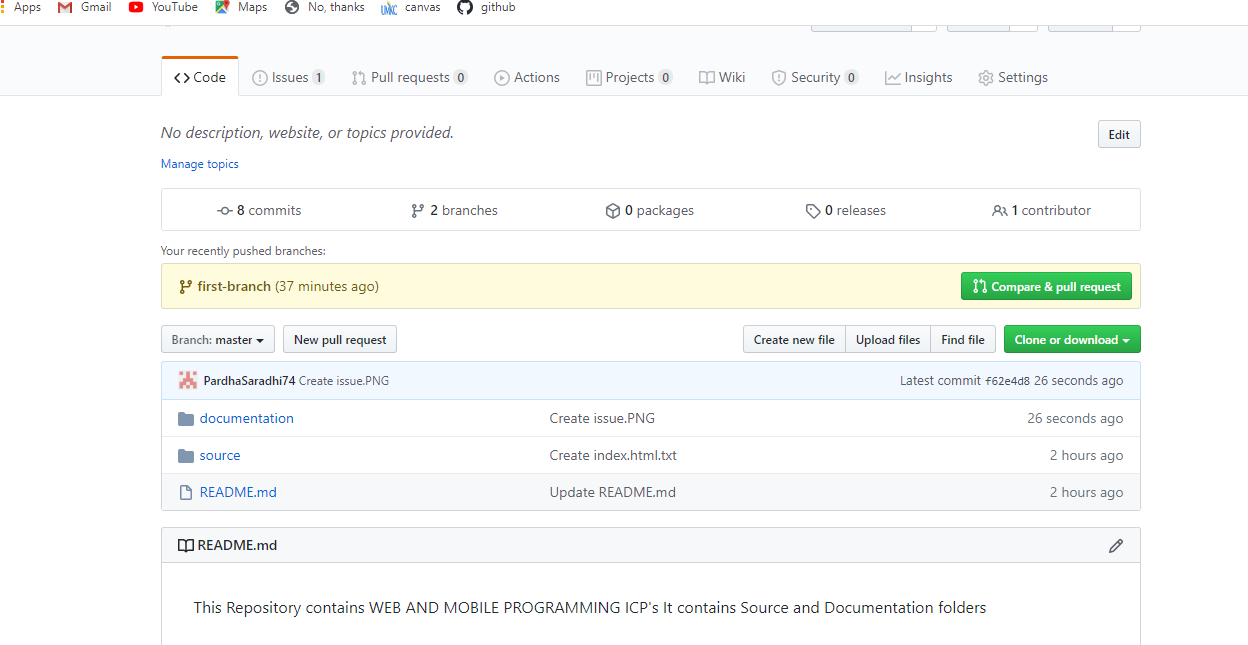 Apps Gmail YouTube Maps No, thanks UMKC canvas github
Code Issues 1 Pull requests 0 Actions Projects 0 Wiki Security 0 Insights Settings
No description, website, or topics provided. Edit
Manage topics
8 commits 2 branches 0 packages 0 releases 1 contributor
Your recently pushed branches:
first-branch (37 minutes ago) Compare & pull request
Branch: master New pull request Create new file Upload files Find file Clone or download
PardhaSaradhi74 Create issue.PNG Latest commit f62e4d8 26 seconds ago
documentation Create issue.PNG 26 seconds ago
source Create index.html.txt 2 hours ago
README.md Update README.md 2 hours ago
README.md
This Repository contains WEB AND MOBILE PROGRAMMING ICP's It contains Source and Documentation folders